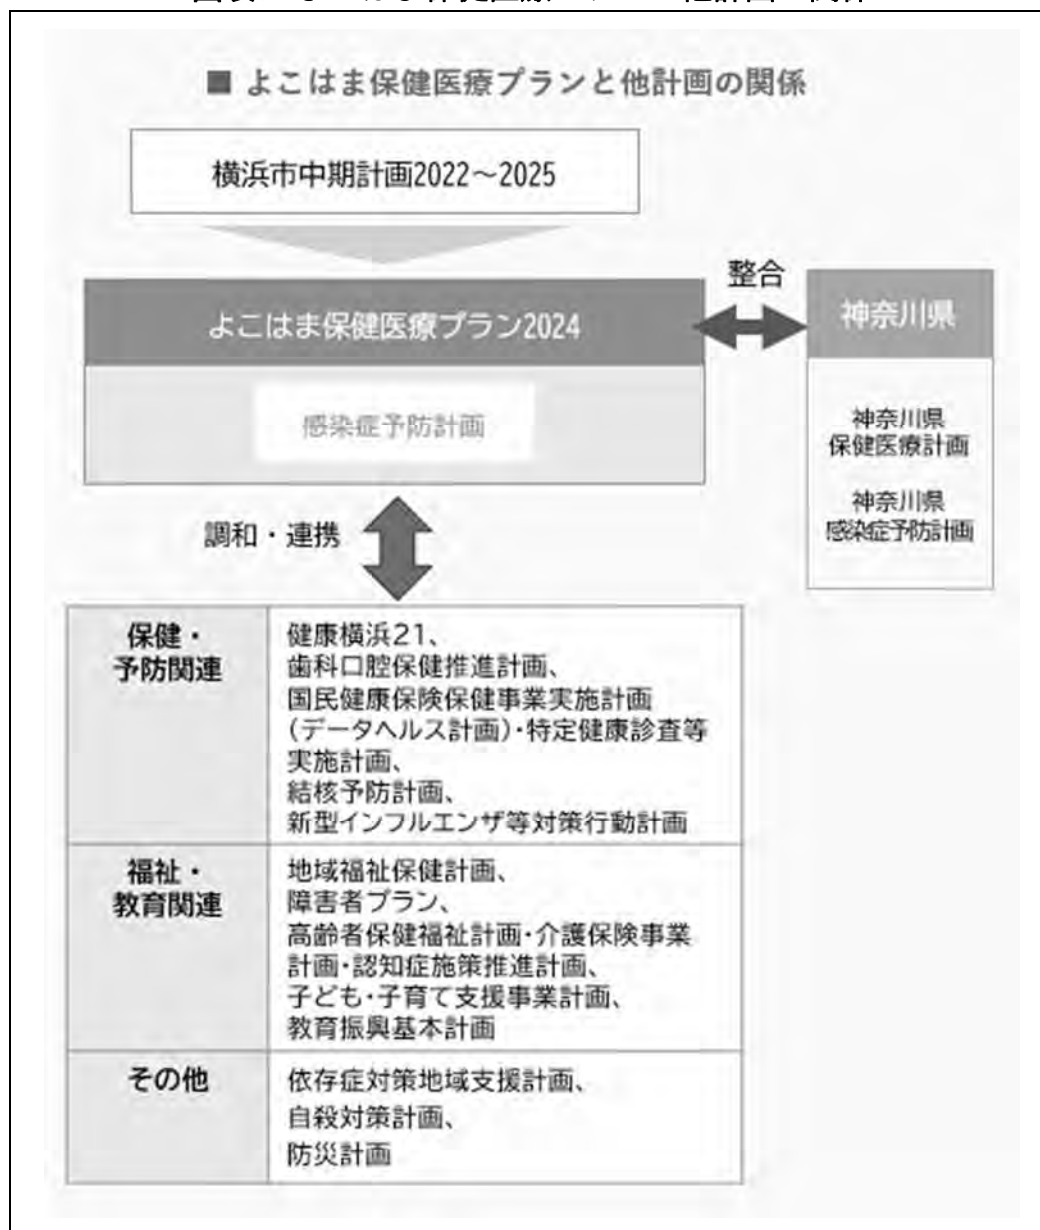 ■ よこはま保健医療プランと他計画の関係
横浜市中期計画2022～2025
よこはま保健医療プラン2024
感染症予防計画
整合
神奈川県
神奈川県
保健医療計画
神奈川県
感染症予防計画
調和・連携
保健・
予防関連
健康横浜21、
歯科口腔保健推進計画、
国民健康保険保健事業実施計画
（データヘルス計画）・特定健康診査等
実施計画、
結核予防計画、
新型インフルエンザ等対策行動計画
福祉・
教育関連
地域福祉保健計画、
障害者プラン、
高齢者保健福祉計画・介護保険事業
計画・認知症施策推進計画、
子ども・子育て支援事業計画、
教育振興基本計画
その他
依存症対策地域支援計画、
自殺対策計画、
防災計画